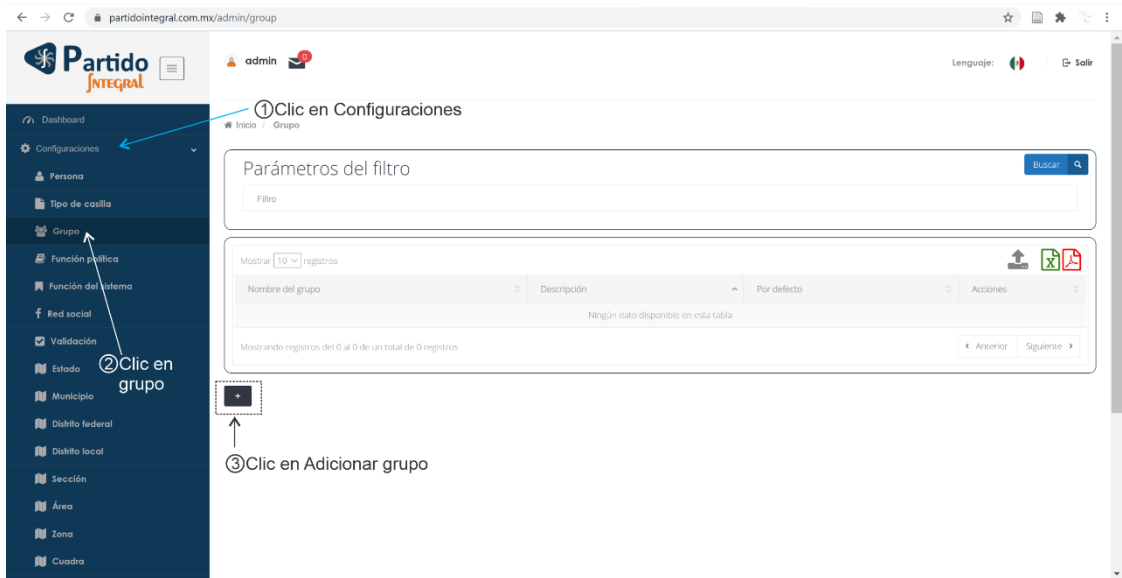 partidointegral.com.mx/admin/group
Partido
INTEGRAL
admin
0
Lenguaje:
Salir
①Clic en Configuraciones
Inicio / Grupo
Dashboard
Configuraciones
Persona
Tipo de casilla
Grupo
Función política
Función del sistema
Red social
Validación
Estado
Municipio
Distrito federal
Distrito local
Sección
Área
Zona
Cuadra
②Clic en
grupo
Parámetros del filtro
Buscar
Filtro
Mostrar 10 registros
Nombre del grupo Descripción Por defecto Acciones
Ningún dato disponible en esta tabla
Mostrando registros del 0 al 0 de un total de 0 registros
Anterior Siguiente
+
③Clic en Adicionar grupo